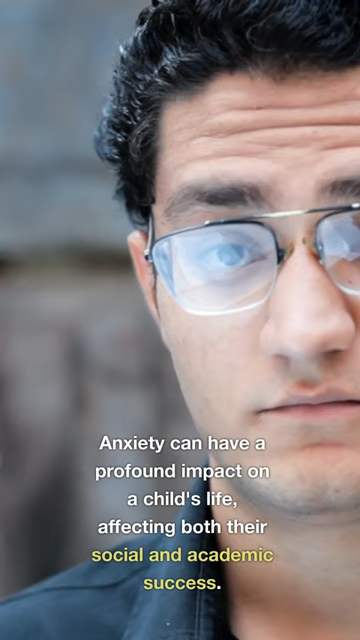 Anxiety can have a
profound impact on
a child's life,
affecting both their
social and academic
success.